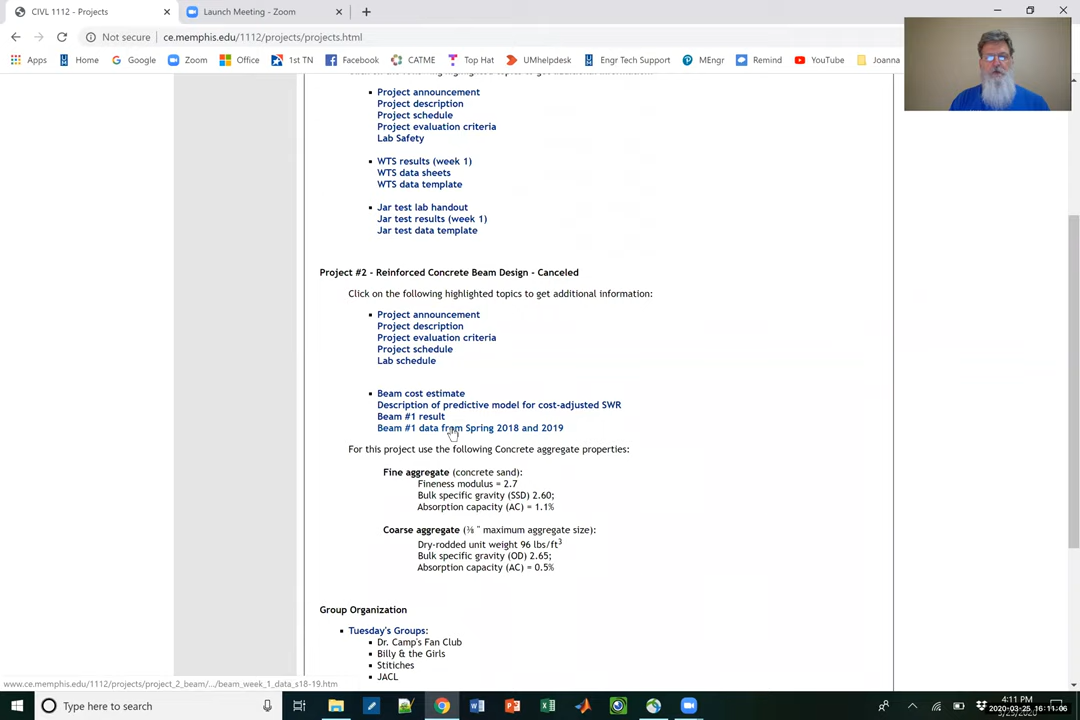 CIVL 1112 - Projects
Launch Meeting - Zoom
Not secure ce.memphis.edu/1112/projects/projects.html
Apps Home Google Zoom Office 1st TN Facebook CATME Top Hat UMhelpdesk Engr Tech Support MEngr Remind YouTube Joanna
Project announcement
Project description
Project schedule
Project evaluation criteria
Lab Safety
WTS results (week 1)
WTS data sheets
WTS data template
Jar test lab handout
Jar test results (week 1)
Jar test data template
Project #2 - Reinforced Concrete Beam Design - Canceled
Click on the following highlighted topics to get additional information:
Project announcement
Project description
Project evaluation criteria
Project schedule
Lab schedule
Beam cost estimate
Description of predictive model for cost-adjusted SWR
Beam #1 result
Beam #1 data from Spring 2018 and 2019
For this project use the following Concrete aggregate properties:
Fine aggregate (concrete sand):
Fineness modulus = 2.7
Bulk specific gravity (SSD) 2.60;
Absorption capacity (AC) = 1.1%
Coarse aggregate (⅜ " maximum aggregate size):
Dry-rodded unit weight 96 lbs/ft³
Bulk specific gravity (OD) 2.65;
Absorption capacity (AC) = 0.5%
Group Organization
Tuesday's Groups:
Dr. Camp's Fan Club
Billy & the Girls
Stitiches
JACL
www.ce.memphis.edu/1112/projects/project_2_beam/.../beam_week_1_data_s18-19.htm
Type here to search
4:11 PM
2020-03-25 16:11:06